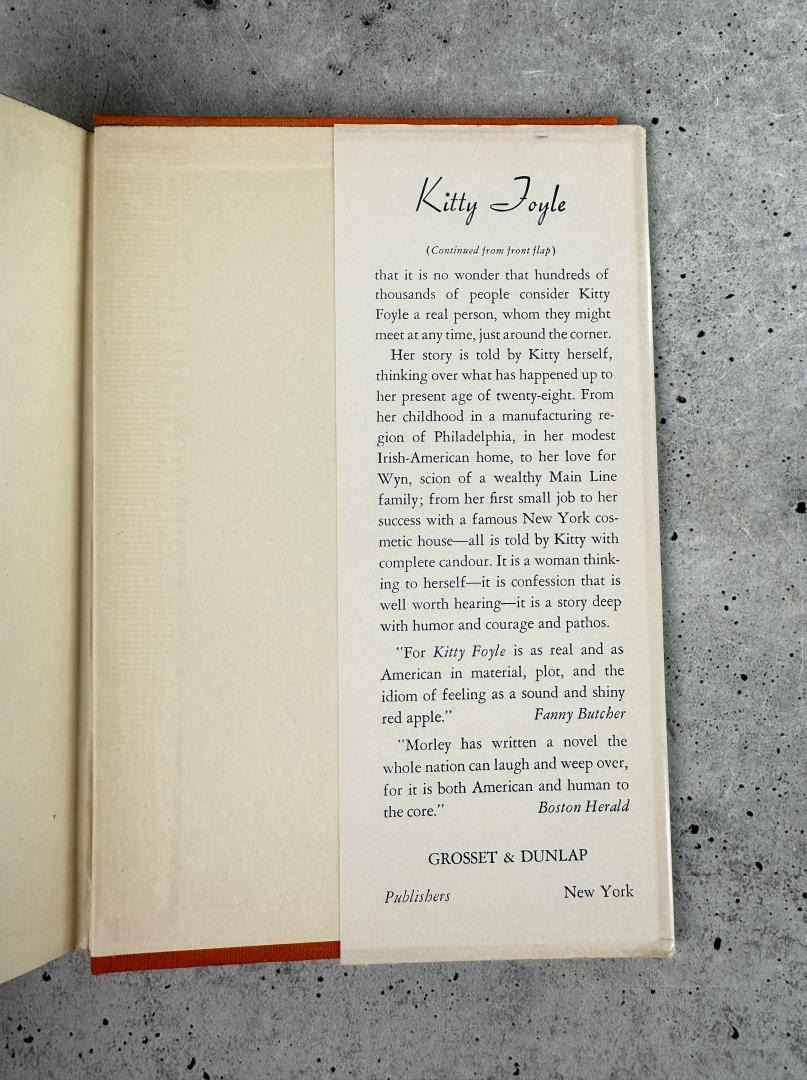 Kitty Foyle
(Continued from front flap)
that it is no wonder that hundreds of
thousands of people consider Kitty
Foyle a real person, whom they might
meet at any time, just around the corner.
Her story is told by Kitty herself,
thinking over what has happened up to
her present age of twenty-eight. From
her childhood in a manufacturing re-
gion of Philadelphia, in her modest
Irish-American home, to her love for
Wyn, scion of a wealthy Main Line
family; from her first small job to her
success with a famous New York cos-
metic house—all is told by Kitty with
complete candour. It is a woman think-
ing to herself—it is confession that is
well worth hearing—it is a story deep
with humor and courage and pathos.
"For Kitty Foyle is as real and as
American in material, plot, and the
idiom of feeling as a sound and shiny
red apple." Fanny Butcher
"Morley has written a novel the
whole nation can laugh and weep over,
for it is both American and human to
the core." Boston Herald
GROSSET & DUNLAP
Publishers New York